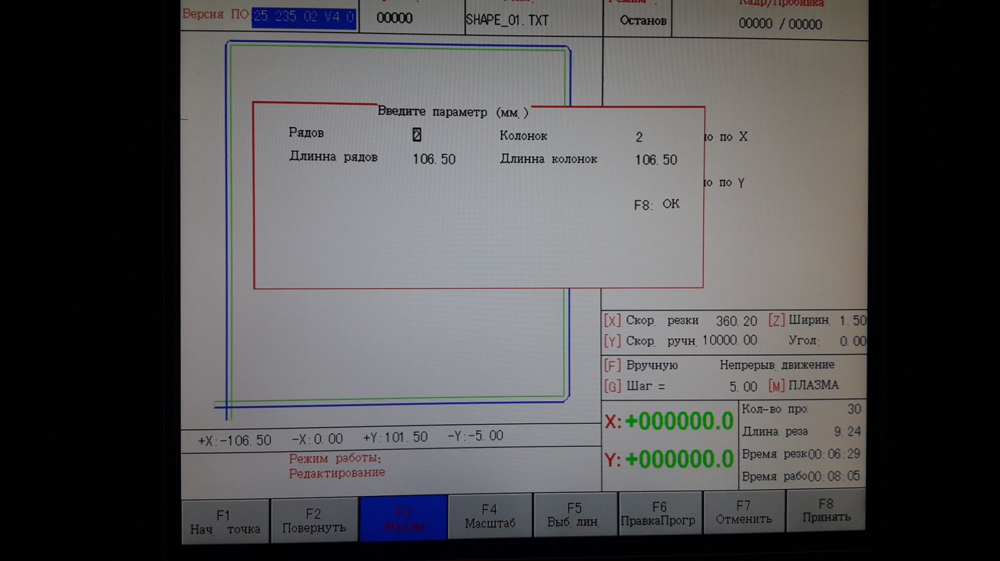 Версия ПО 25.235.02 V4.0
00000
SHAPE_01.TXT
Останов
Кадр/Пробивка
00000 / 00000
Введите параметр (мм.)
Рядов 2 Колонок 2
Длинна рядов 106.50 Длинна колонок 106.50
F8: ОК
о по X
о по Y
[X] Скор. резки 360.20 [Z] Ширин. 1.50
[Y] Скор. ручн. 10000.00 Угол: 0.00
[F] Вручную Непрерыв. движение
[G] Шаг = 5.00 [M] ПЛАЗМА
X:+000000.0
Y:+000000.0
Кол-во про: 30
Длина реза 9.24
Время резк00:06:29
Время рабо00:08:05
+X:-106.50 -X:0.00 +Y:101.50 -Y:-5.00
Режим работы:
Редактирование
F1 Нач. точка
F2 Повернуть
F3 Массив
F4 Масштаб
F5 Выб. лин.
F6 ПравкаПрогр
F7 Отменить
F8 Принять